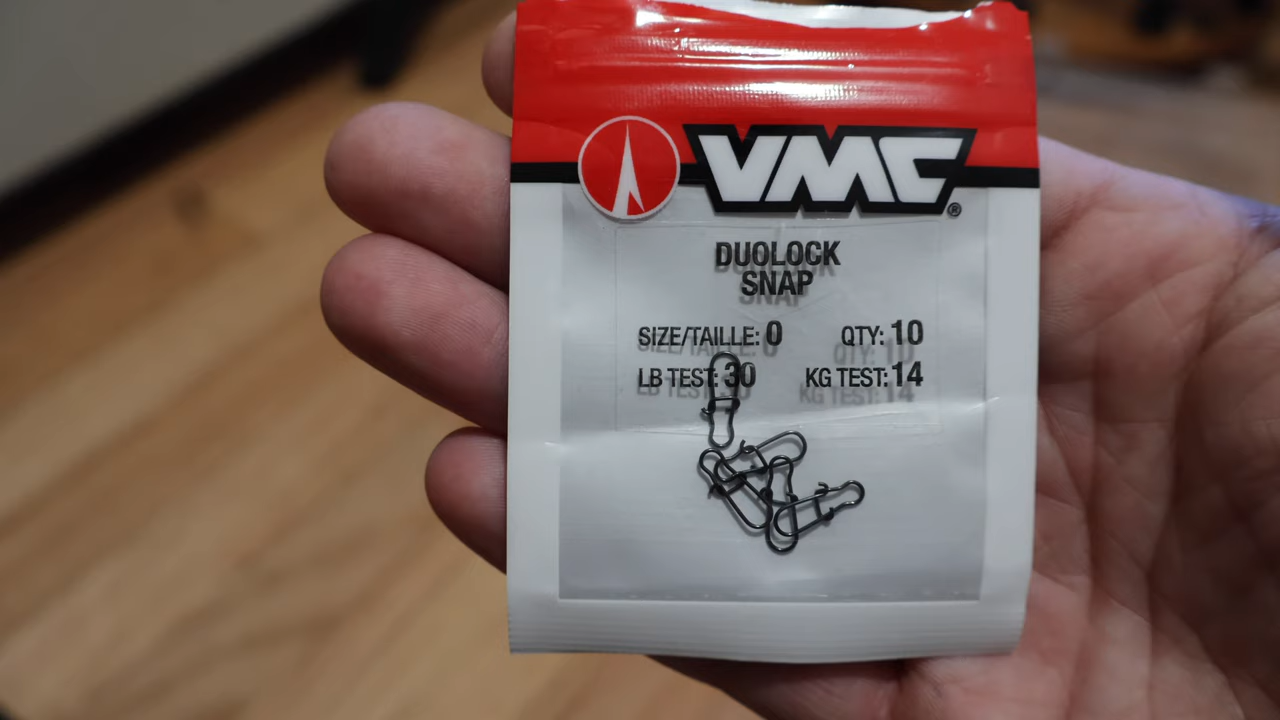 VMC®
DUOLOCK
SNAP
SIZE/TAILLE: 0 QTY: 10
LB TEST: 30 KG TEST: 14